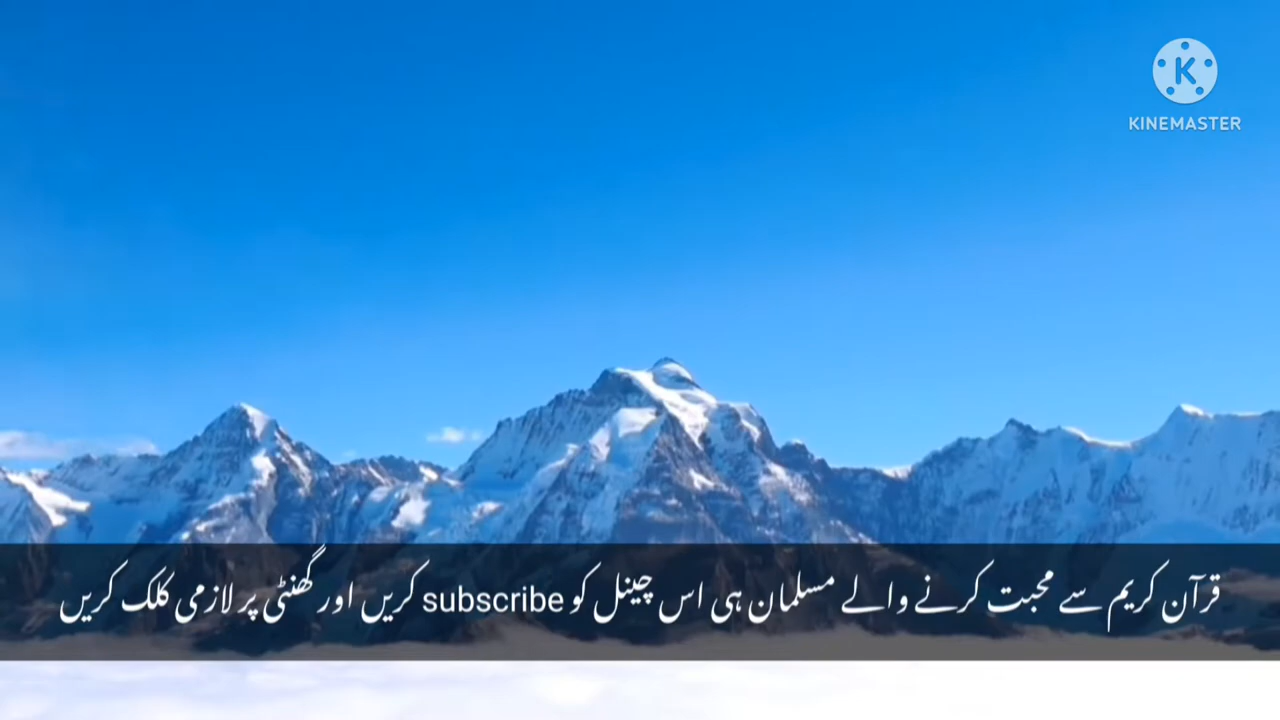 K
KINEMASTER
قرآن کریم سے محبت کرنے والے مسلمان ہی اس چینل کو subscribe کریں اور گھنٹی پر لازمی کلک کریں